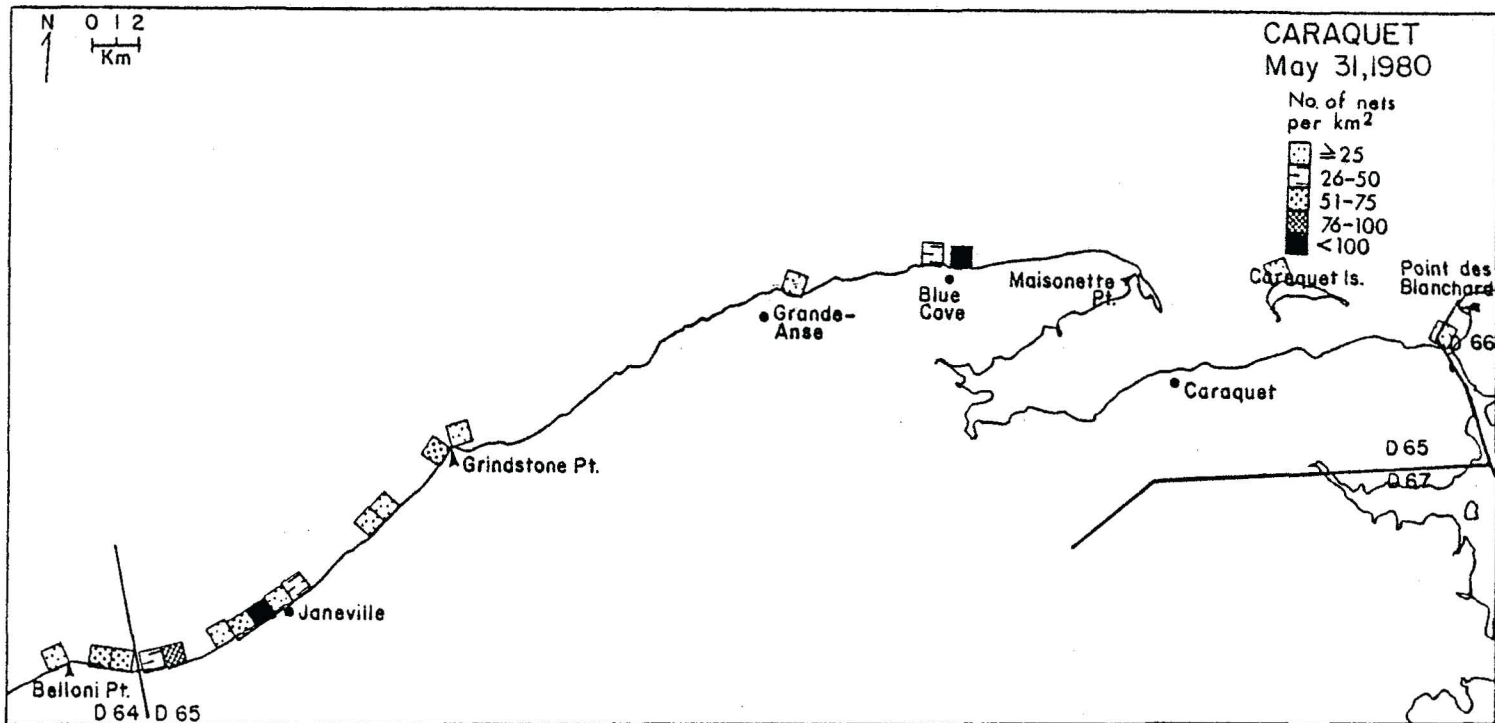 N
0 1 2
Km
CARAQUET
May 31,1980
No. of nets
per km²
≥25
26-50
51-75
76-100
<100
Maisonette
Pt.
Caraquet Is.
Point des
Blanchard
Blue
Cove
Grande-
Anse
D 66
Caraquet
Grindstone Pt.
D 65
D 67
Janeville
Belloni Pt.
D 64 D 65